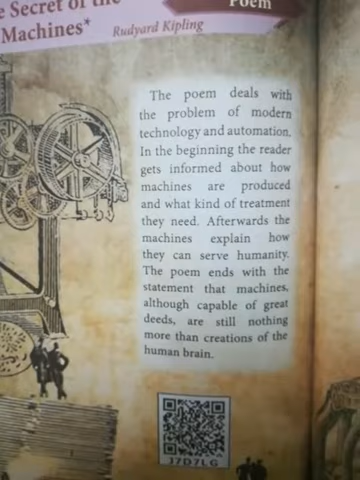 e Secret of the
Machines*
Rudyard Kipling
Poem
The poem deals with
the problem of modern
technology and automation.
In the beginning the reader
gets informed about how
machines are produced
and what kind of treatment
they need. Afterwards the
machines explain how
they can serve humanity.
The poem ends with the
statement that machines,
although capable of great
deeds, are still nothing
more than creations of the
human brain.
J7D7LG